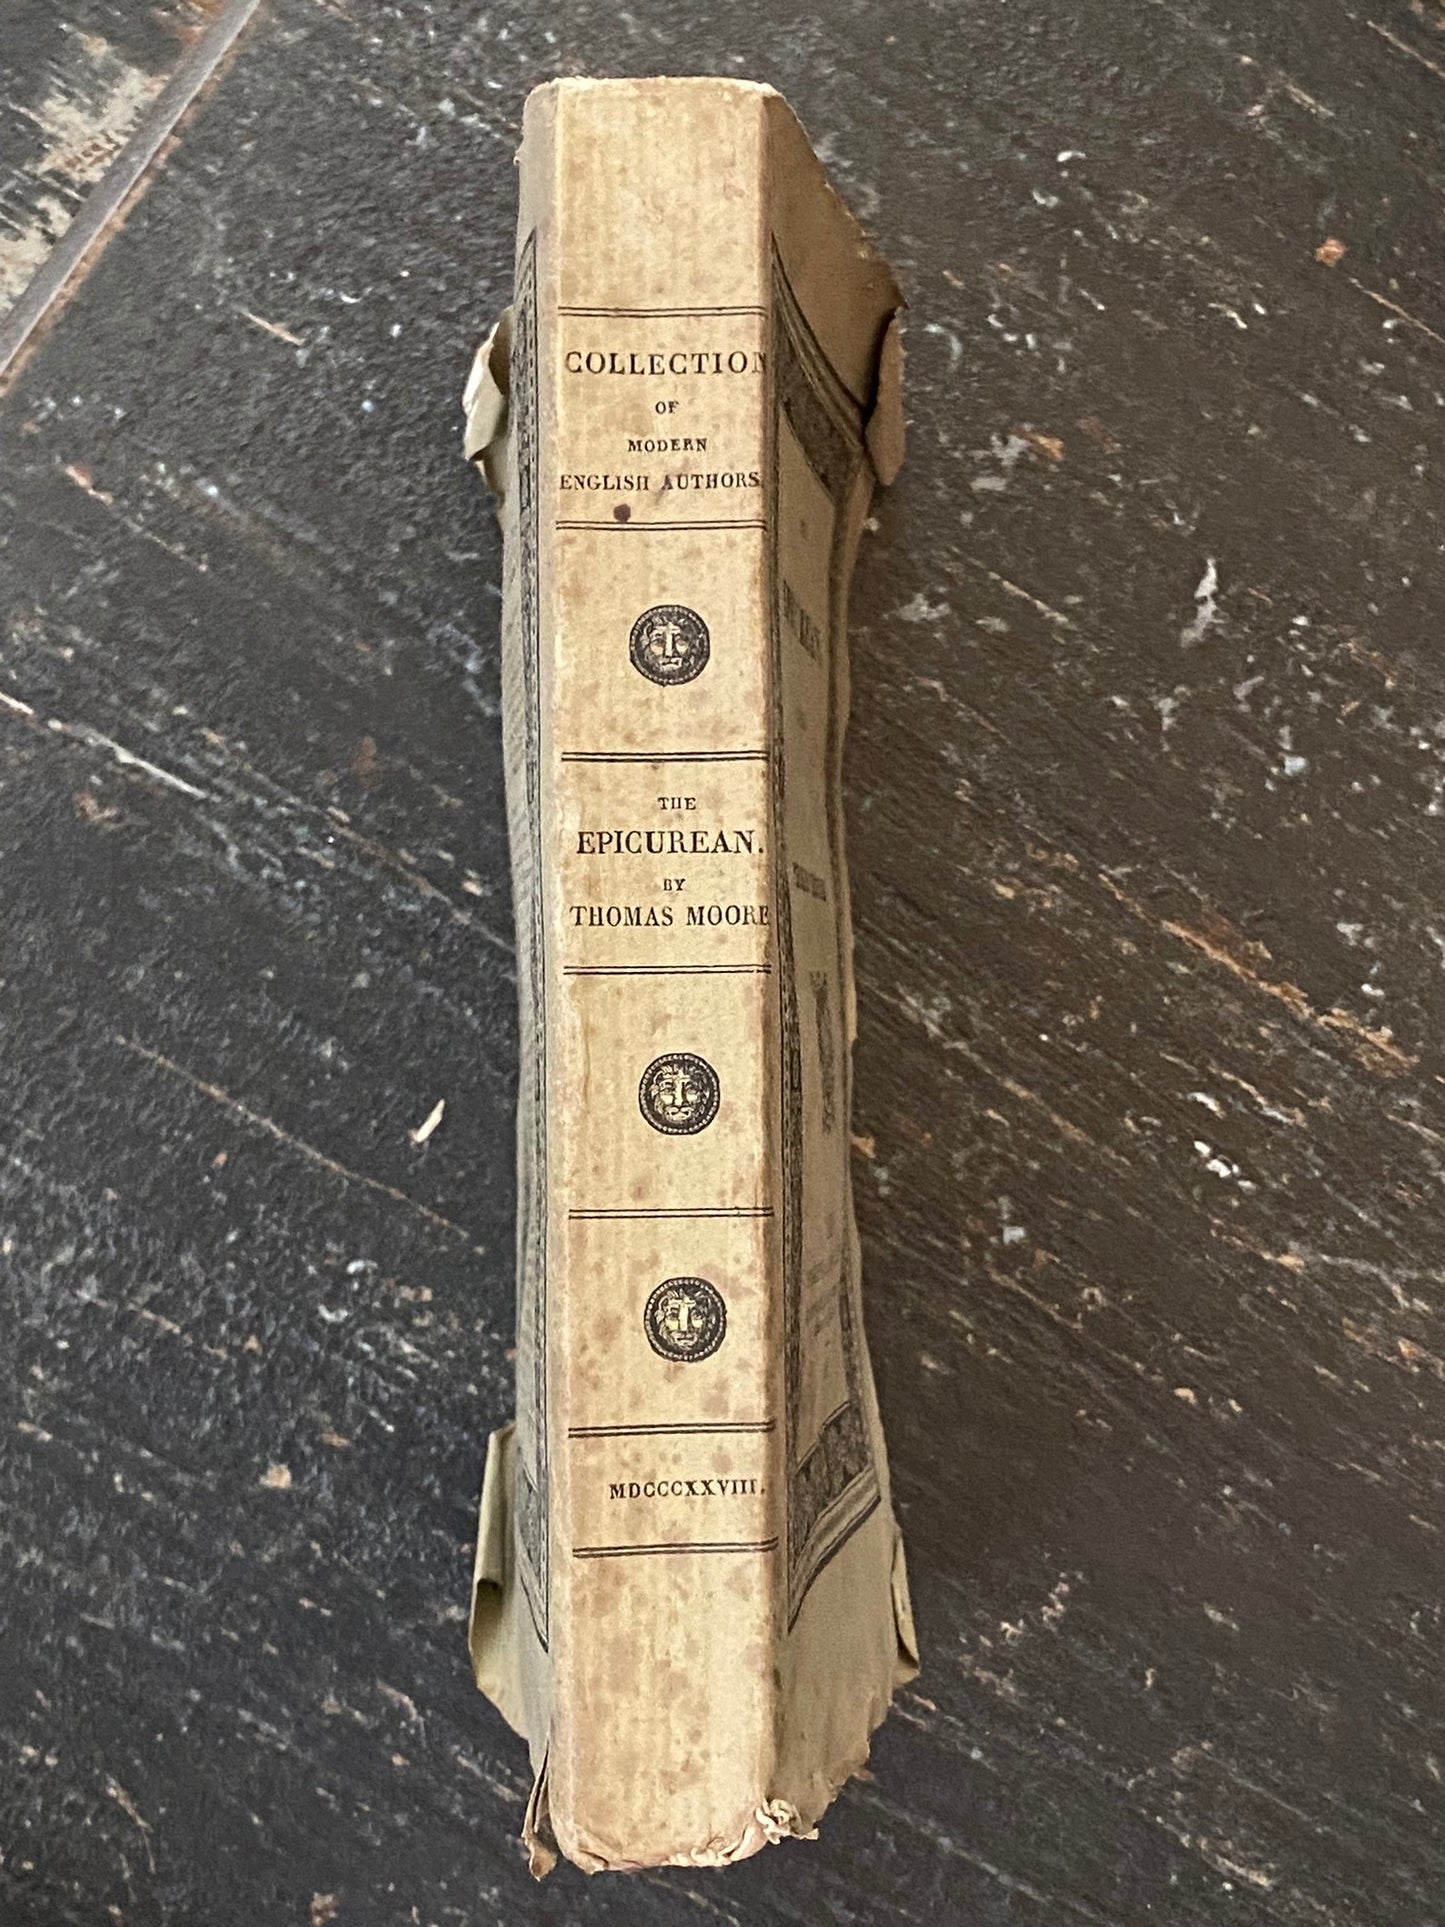 COLLECTION
OF
MODERN
ENGLISH AUTHORS
THE
EPICUREAN.
BY
THOMAS MOORE
MDCCCXXVIII.